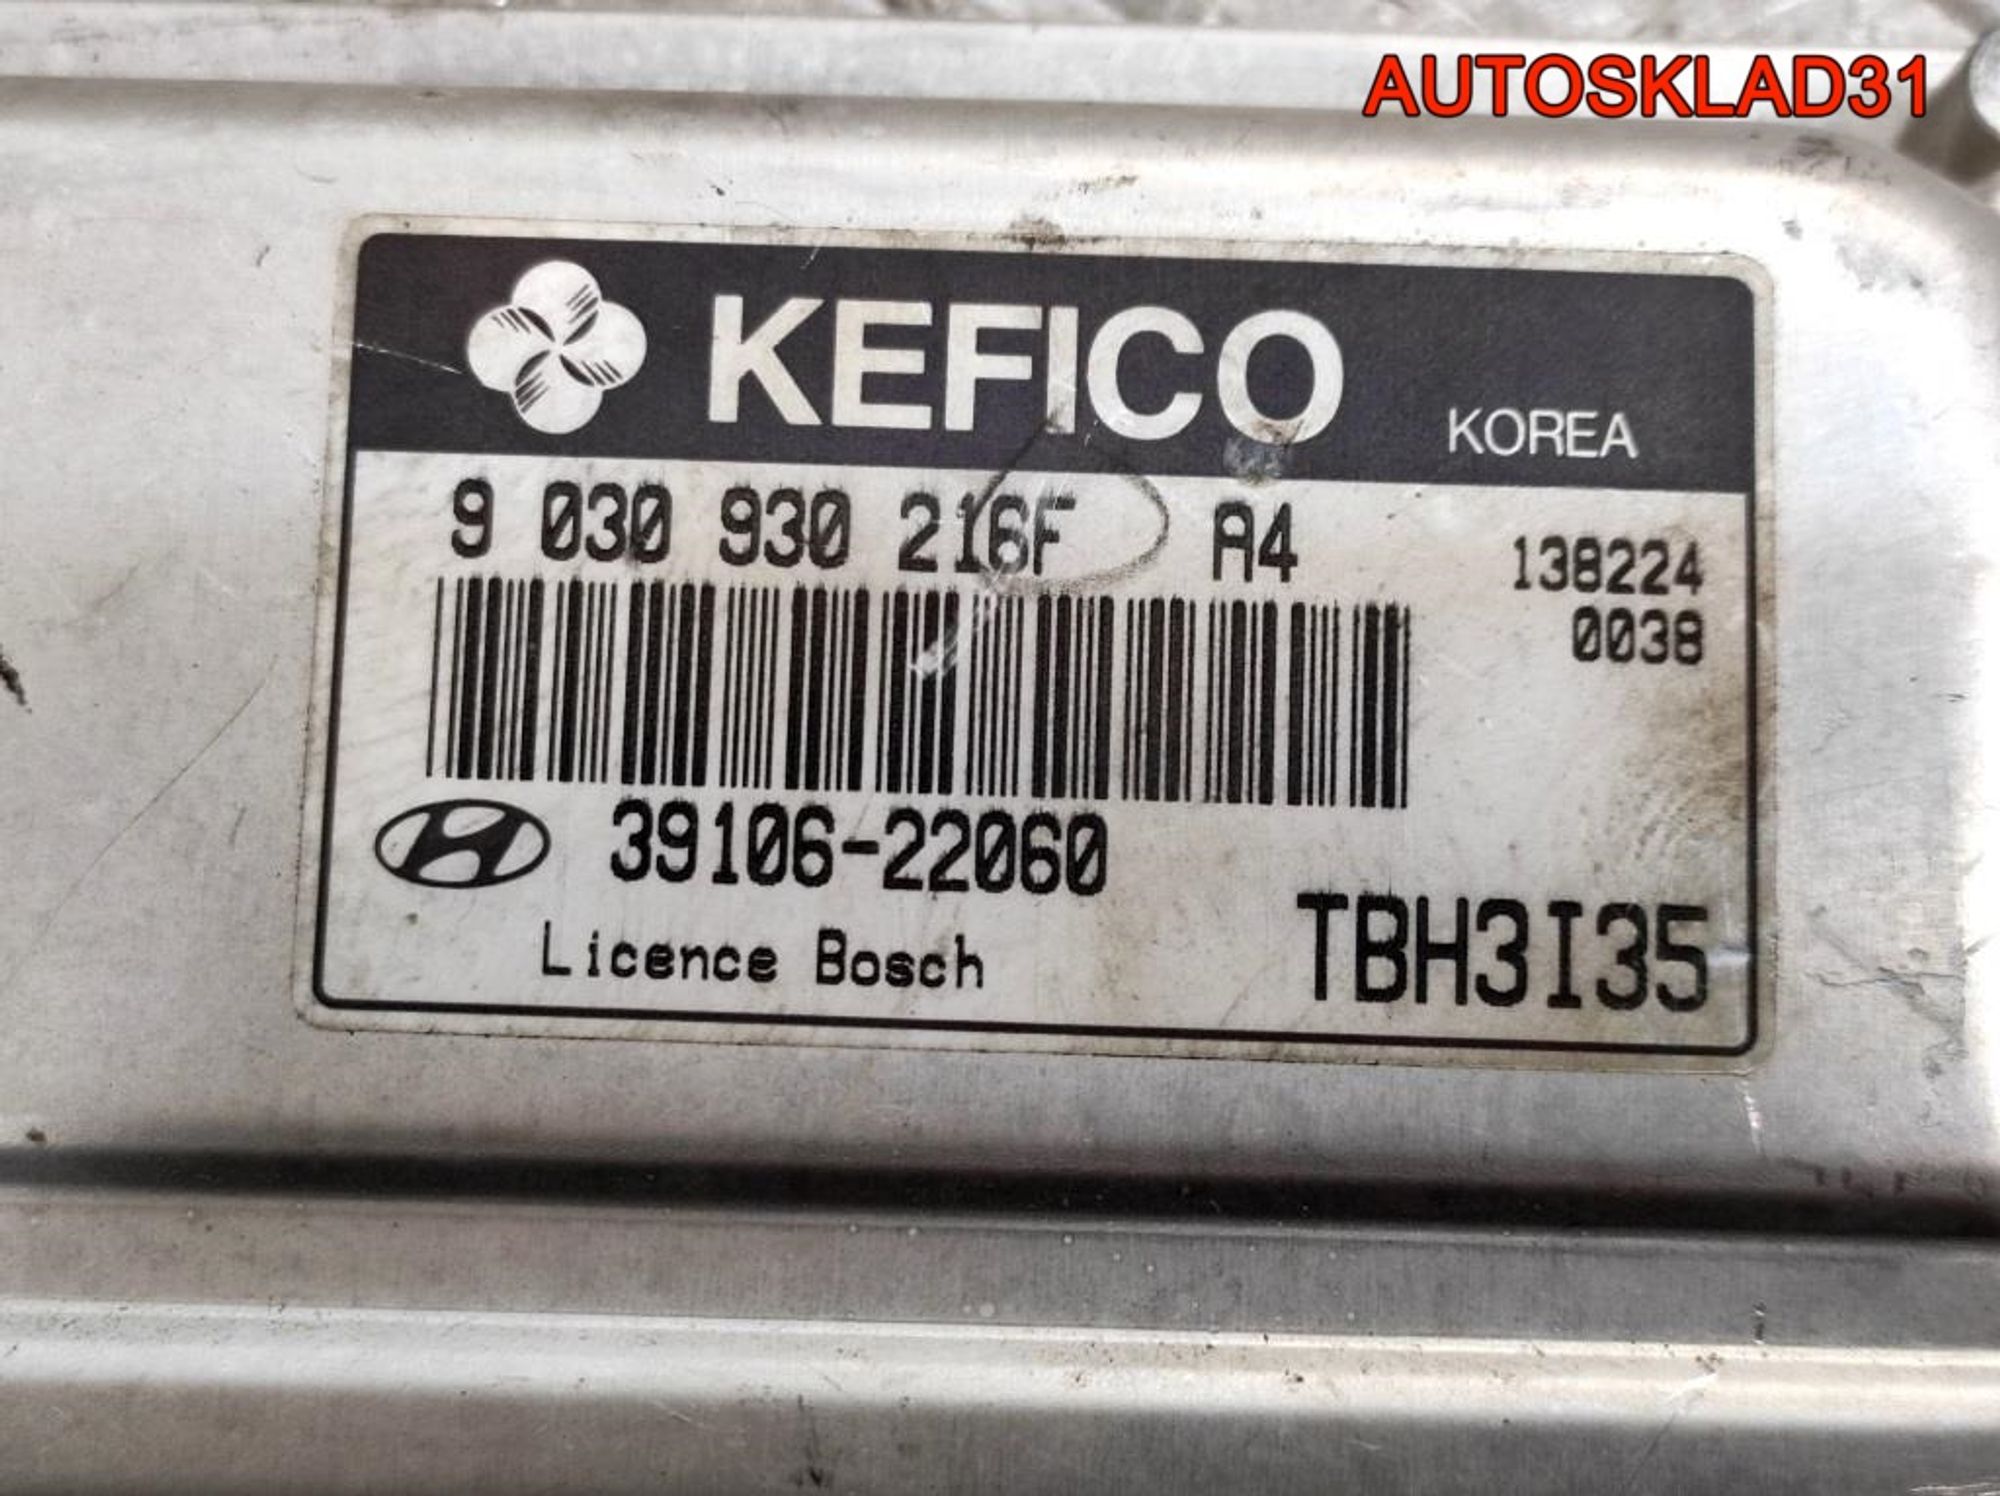 AUTOSKLAD31
KEFICO KOREA
9 030 930 216F A4
138224
0038
39106-22060
Licence Bosch
TBH3I35